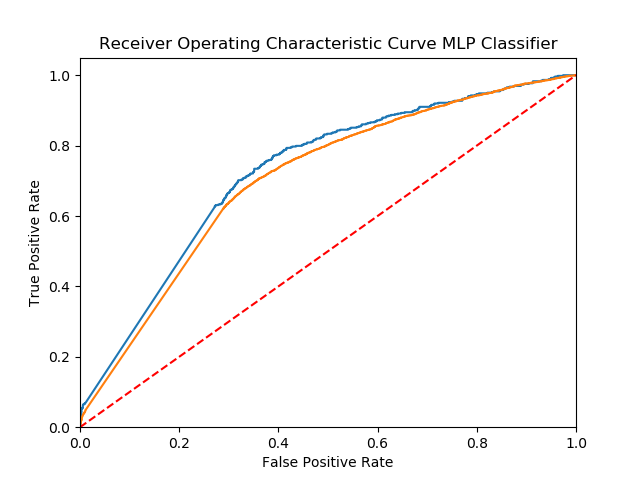 Receiver Operating Characteristic Curve MLP Classifier
1.0
0.8
0.6
0.4
0.2
0.0
True Positive Rate
0.0 0.2 0.4 0.6 0.8 1.0
False Positive Rate